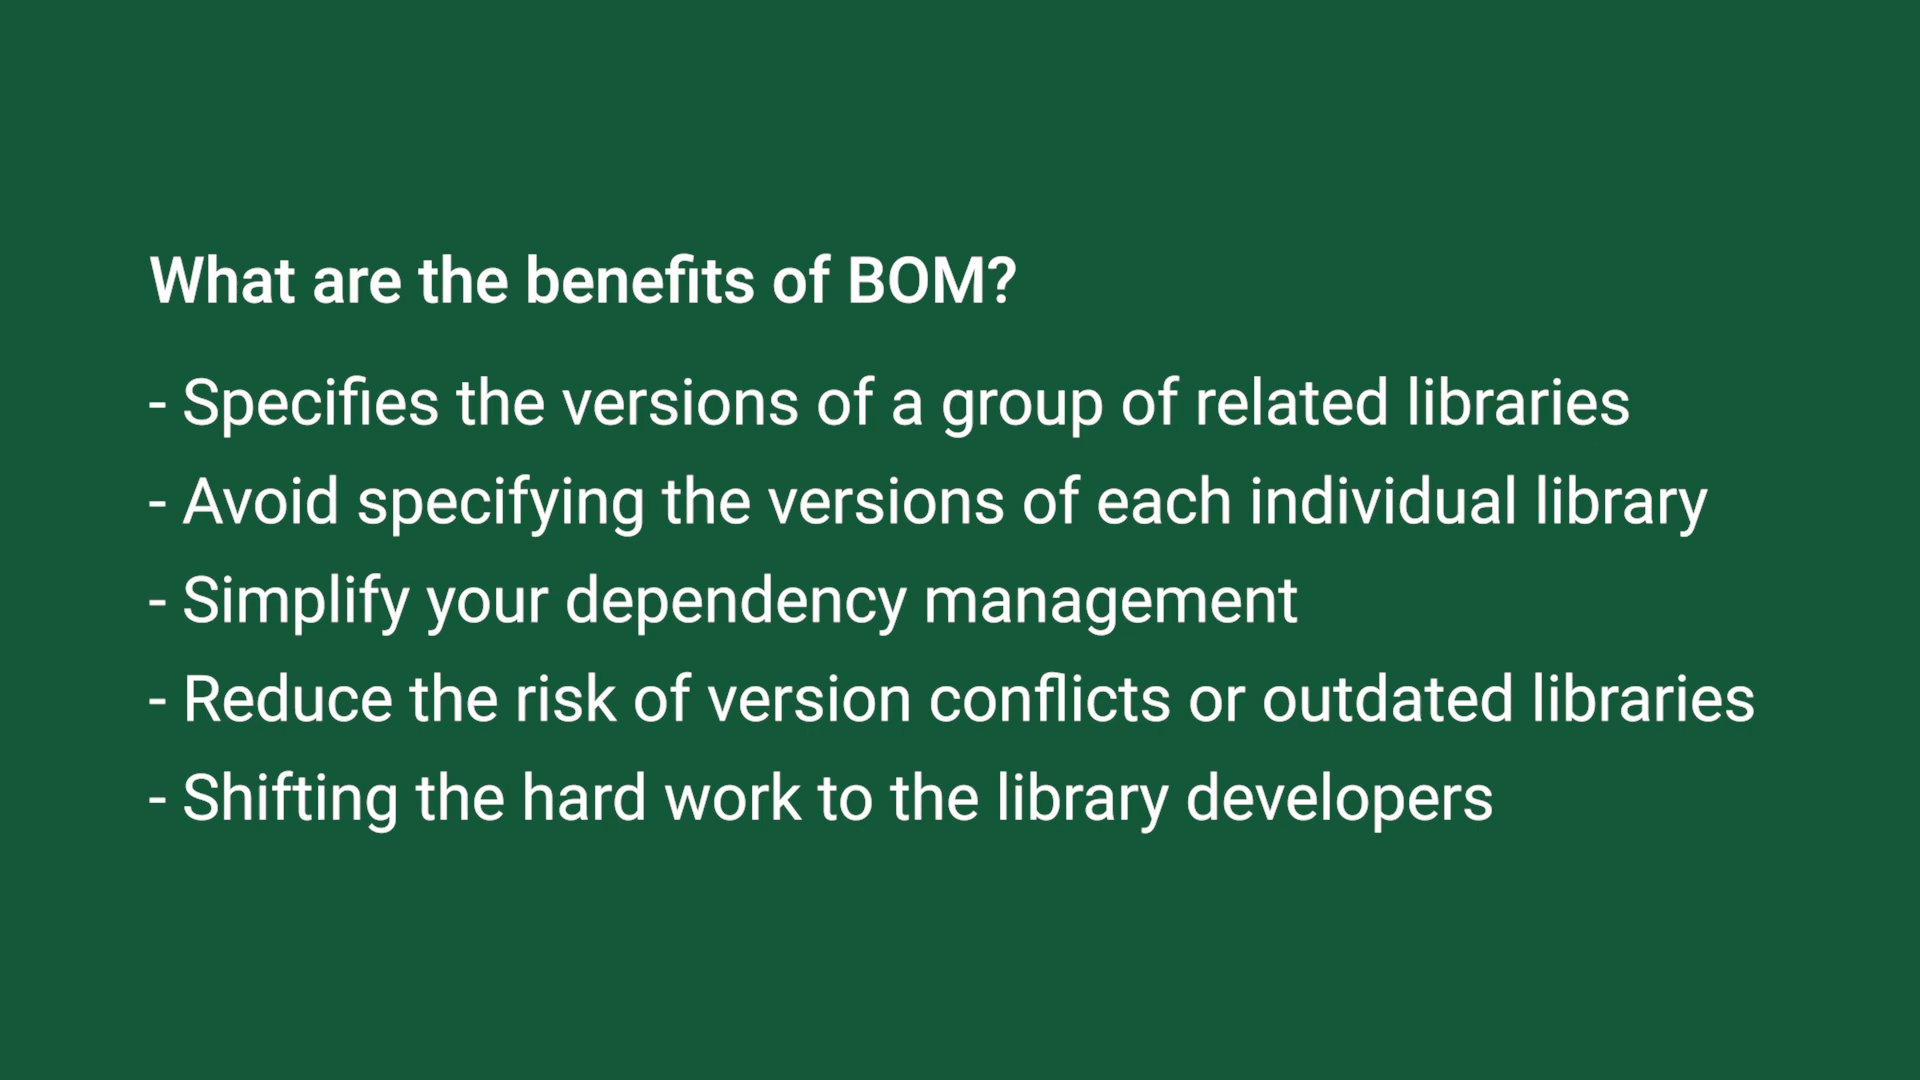 What are the benefits of BOM?
- Specifies the versions of a group of related libraries
- Avoid specifying the versions of each individual library
- Simplify your dependency management
- Reduce the risk of version conflicts or outdated libraries
- Shifting the hard work to the library developers